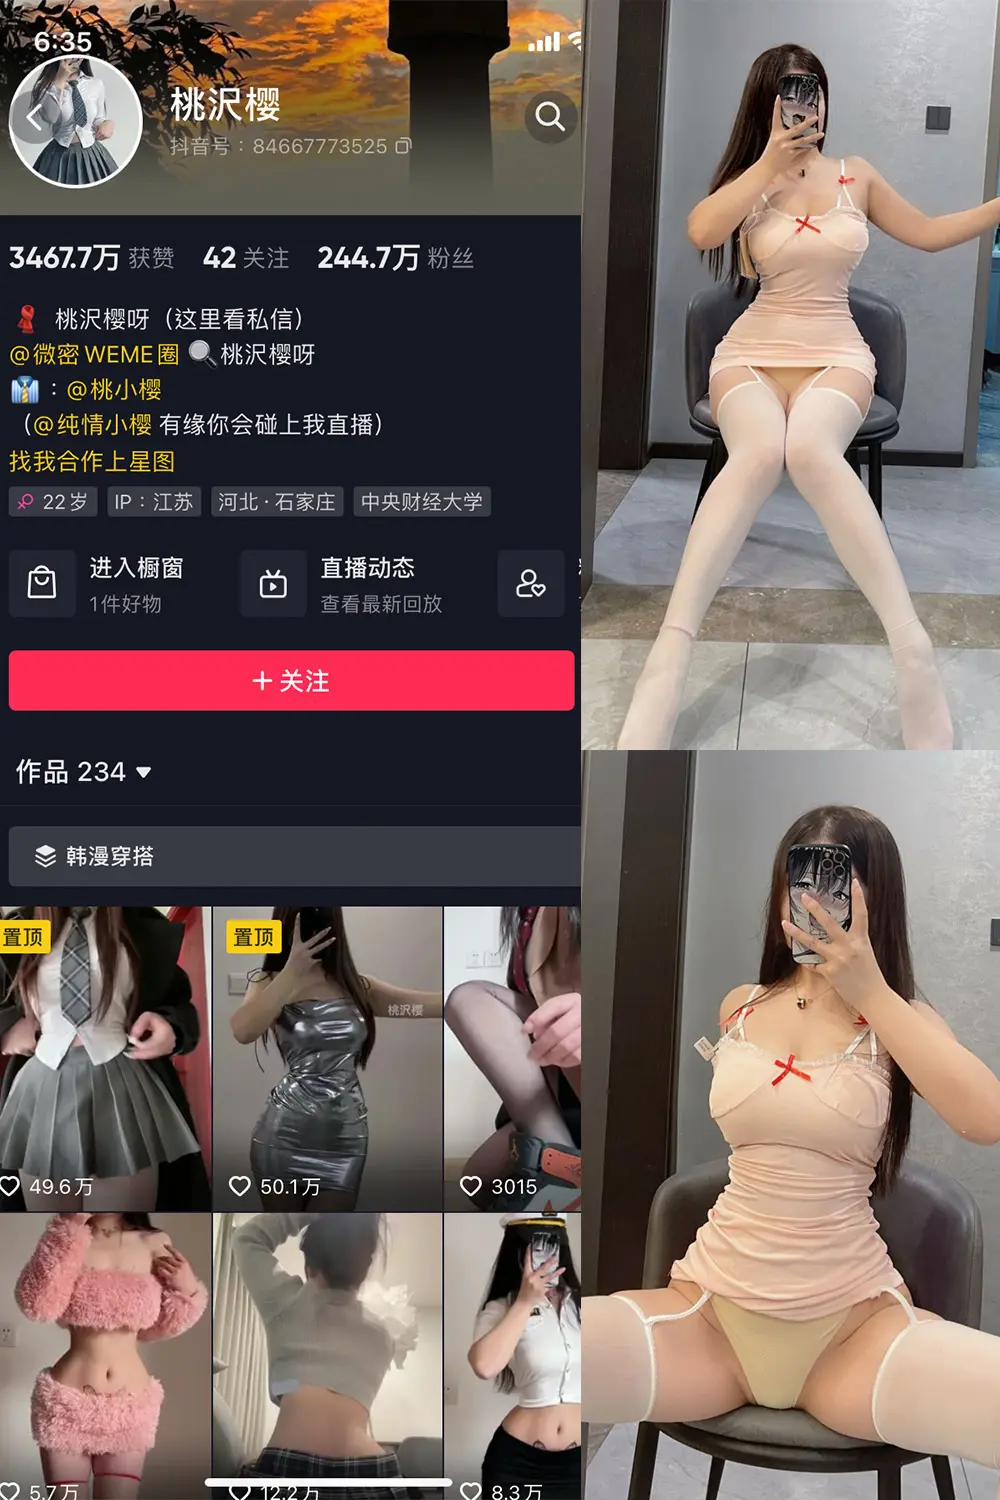 6:35
桃沢樱
抖音号：84667773525
3467.7万 获赞 42 关注 244.7万 粉丝
桃沢樱呀（这里看私信）
@微密 WEME圈 桃沢樱呀
：@桃小樱
（@纯情小樱 有缘你会碰上我直播）
找我合作上星图
22岁 IP：江苏 河北·石家庄 中央财经大学
进入橱窗 直播动态
1件好物 查看最新回放
+ 关注
作品 234
韩漫穿搭
置顶 置顶
桃沢樱
49.6万 50.1万 3015
5.7万 12.2万 8.3万